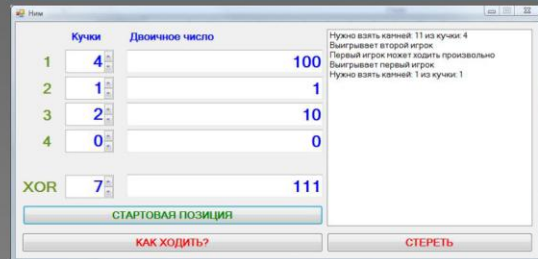 Ним
Кучки Двоичное число
1 4 100
2 1 1
3 2 10
4 0 0
XOR 7 111
СТАРТОВАЯ ПОЗИЦИЯ
КАК ХОДИТЬ?
Нужно взять камней: 11 из кучки: 4
Выигрывает второй игрок
Первый игрок может ходить произвольно
Выигрывает первый игрок
Нужно взять камней: 1 из кучки: 1
СТЕРЕТЬ